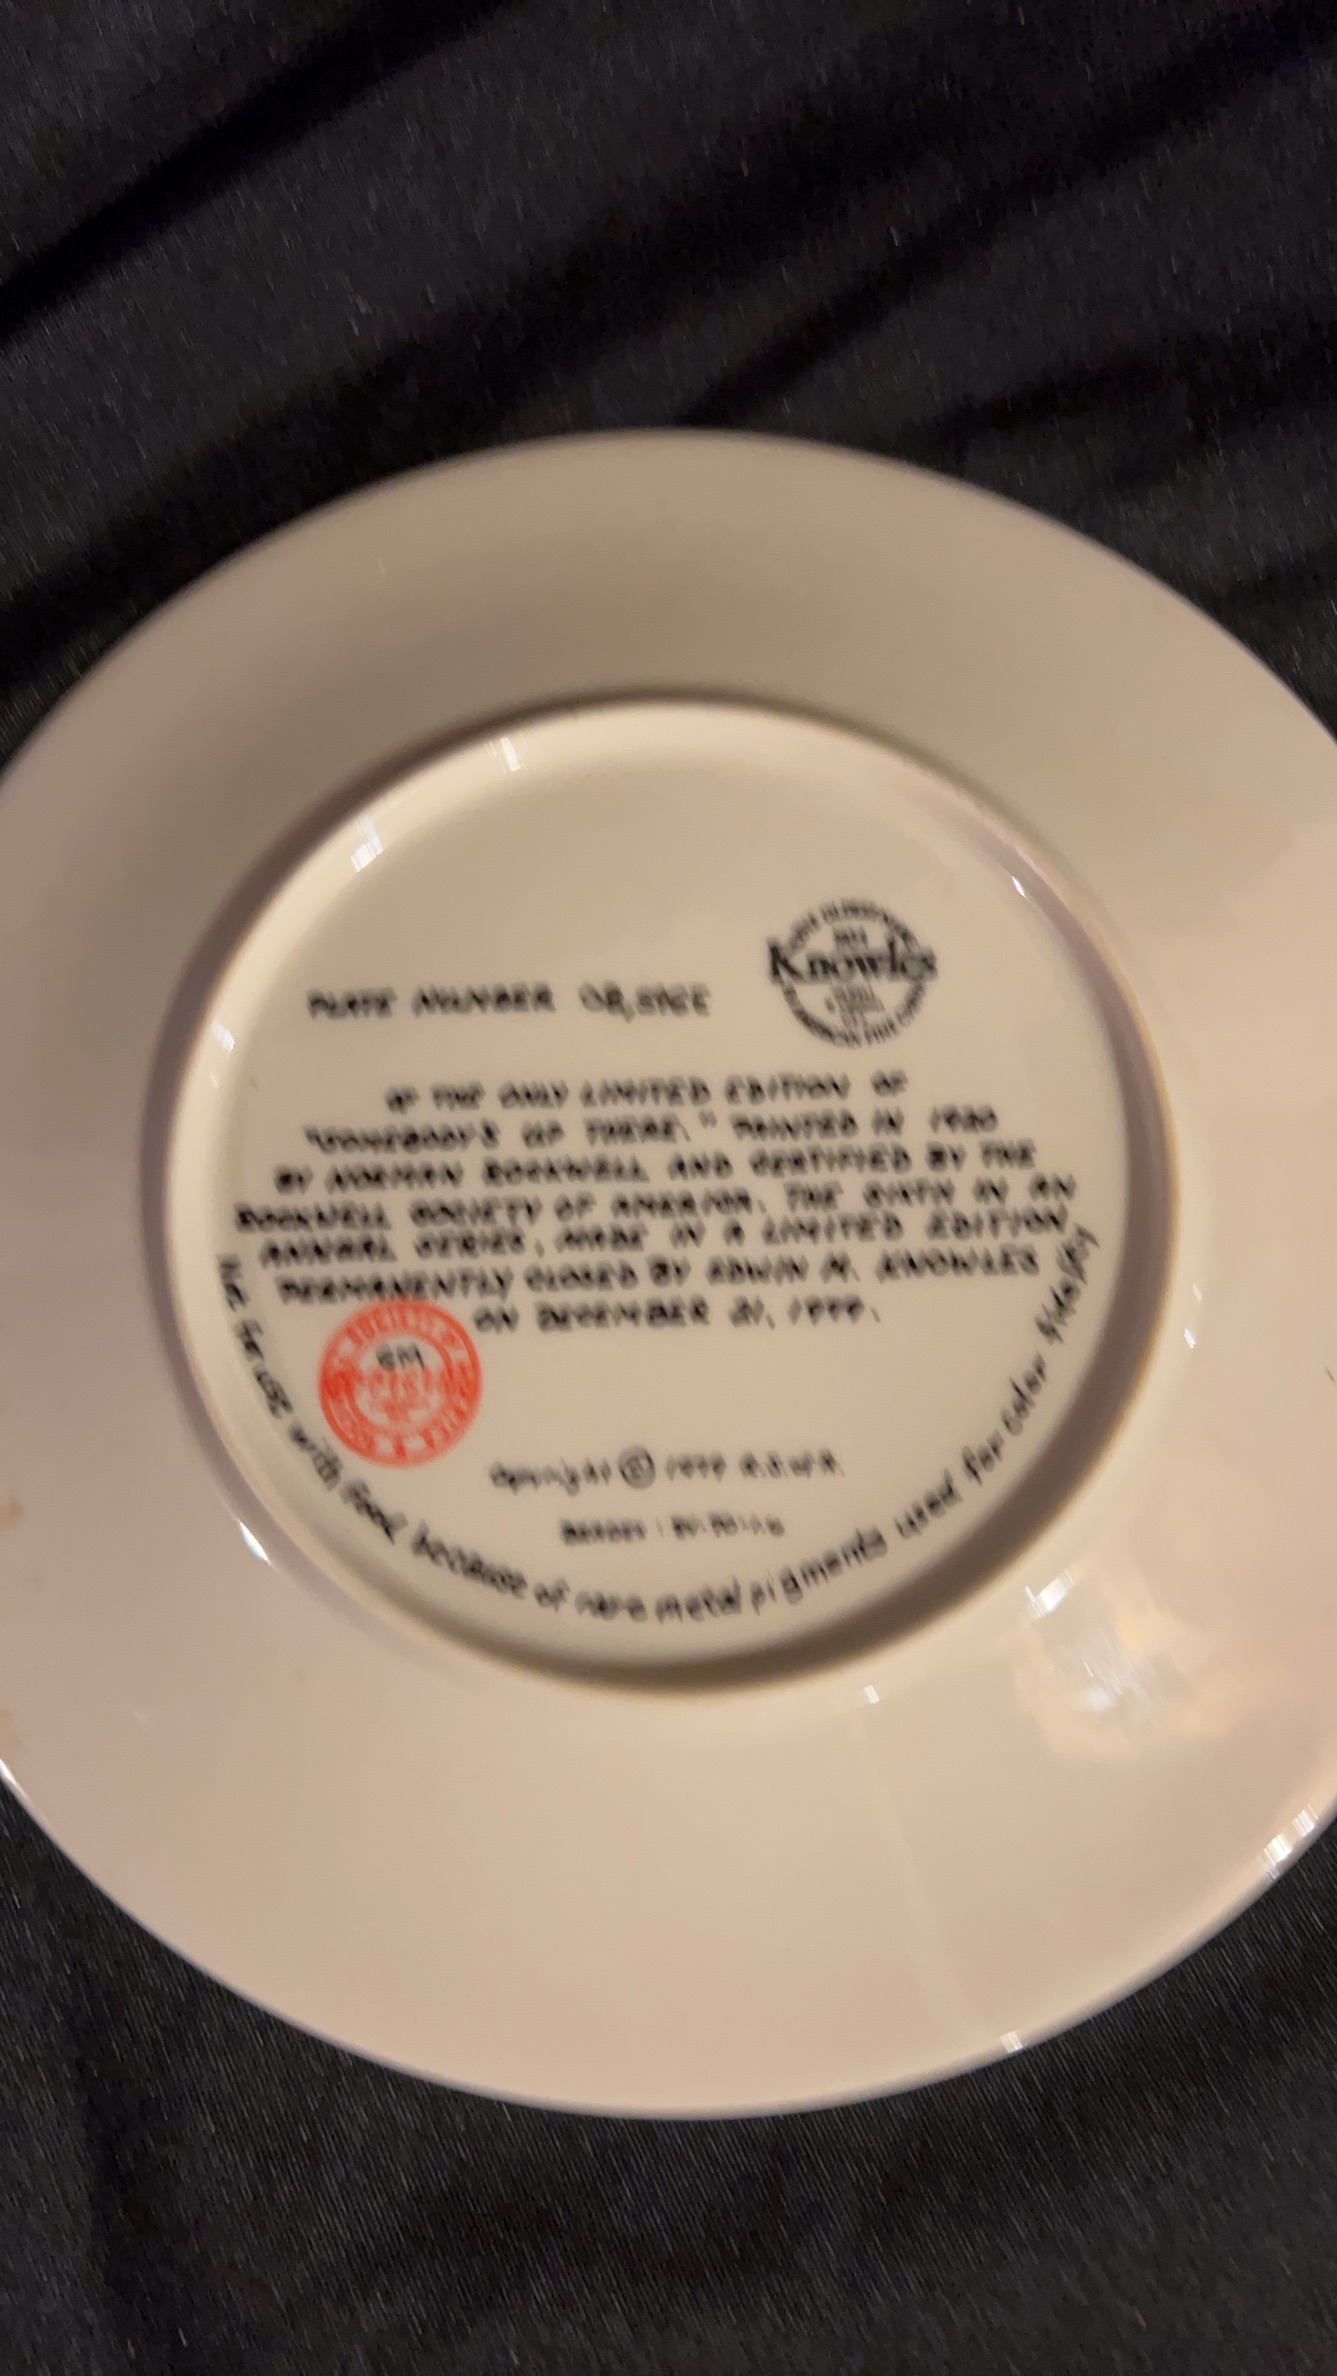 PLATE NUMBER
Knowles
OF THE ONLY LIMITED EDITION OF
"SOMEBODY'S UP THERE." PAINTED IN
BY NORMAN ROCKWELL AND CERTIFIED BY THE
ROCKWELL SOCIETY OF AMERICA. THE SIXTH IN AN
ANNUAL SERIES, MADE IN A LIMITED EDITION
PERMANENTLY CLOSED BY EDWIN M. KNOWLES
ON DECEMBER 31, 1979.
Copyright © 1979 R.S.O.A.
Not for use with food because of rare metal pigments used for color fidelity